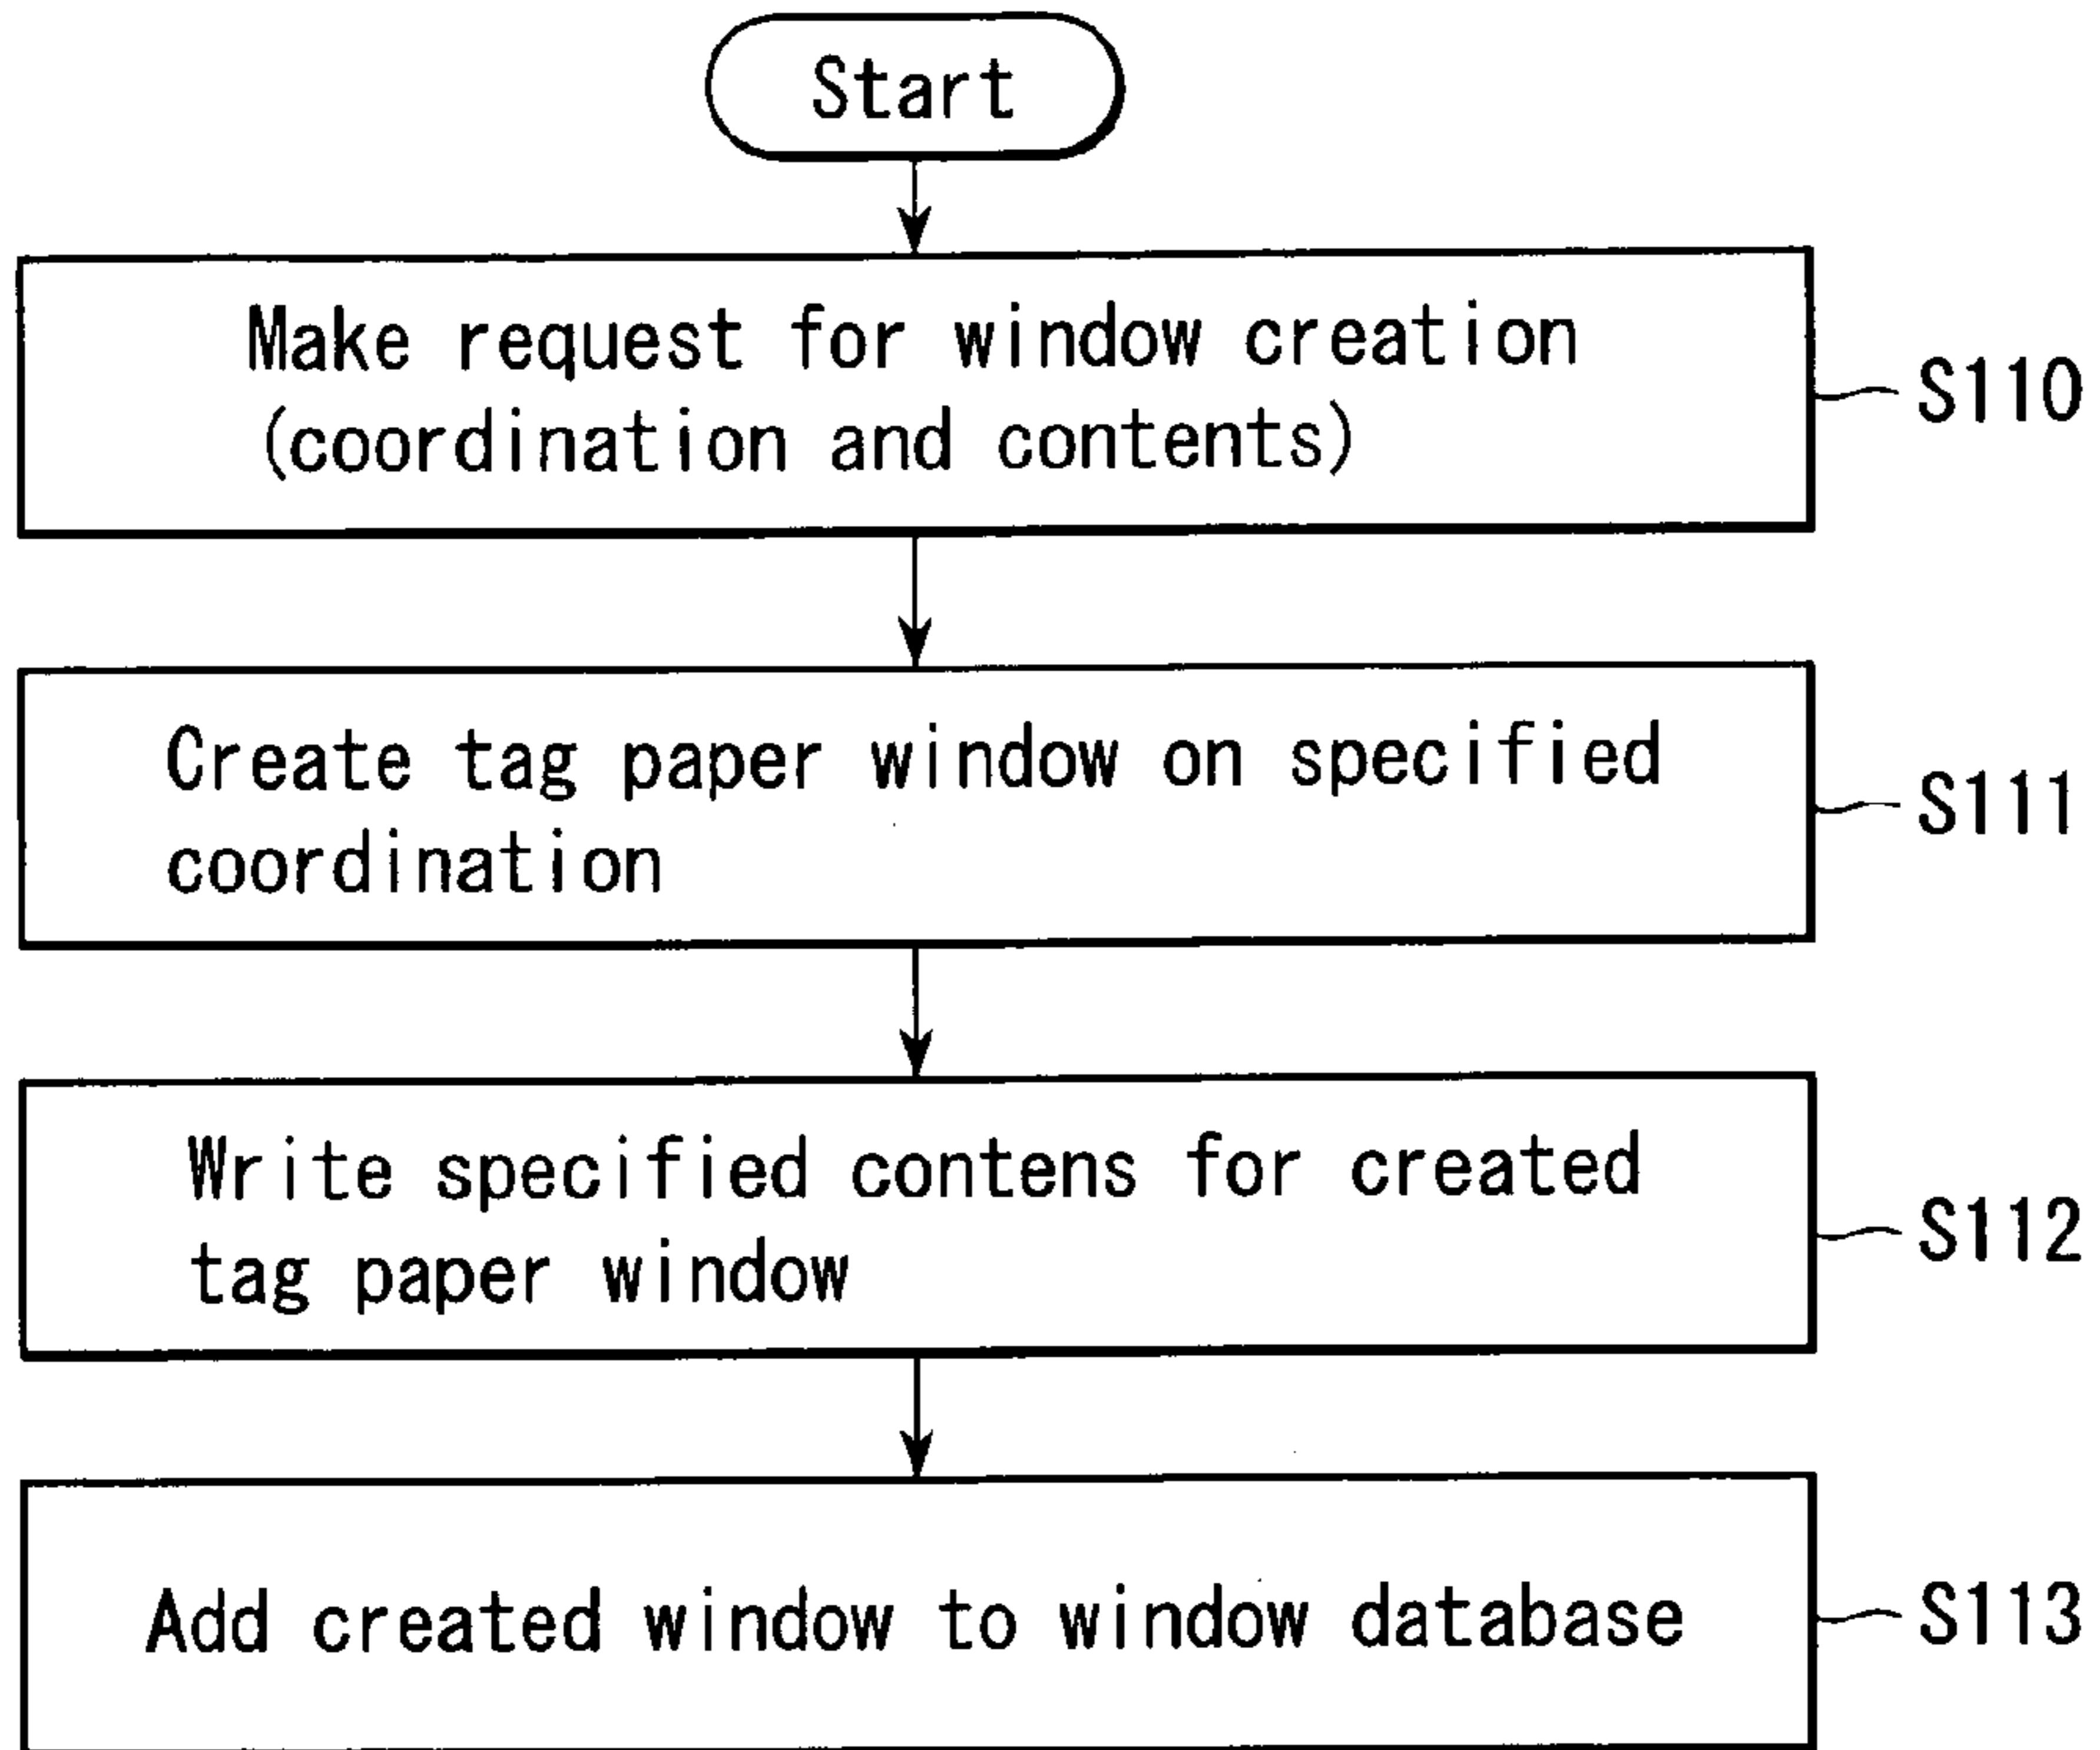 Start
Make request for window creation
(coordination and contents)
S110
Create tag paper window on specified
coordination
S111
Write specified contens for created
tag paper window
S112
Add created window to window database
S113